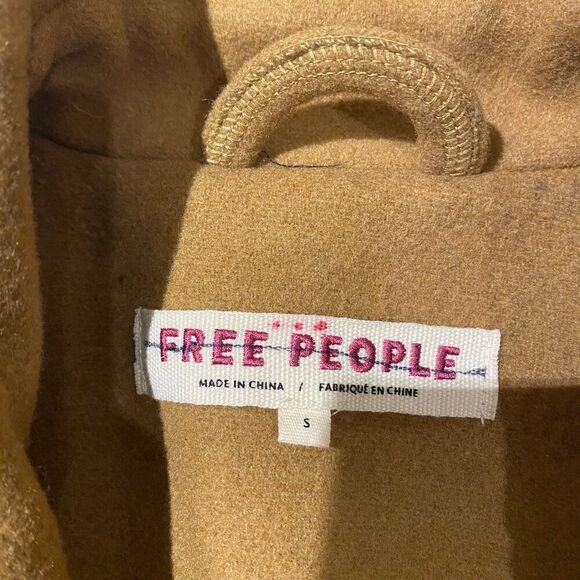 FREE PEOPLE
MADE IN CHINA / FABRIQUÉ EN CHINE
S